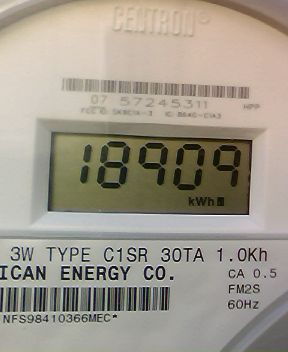 CENTRON®
07 57245311 HPP
18909
kWh
3W TYPE C1SR 30TA 1.0Kh
ICAN ENERGY CO. CA 0.5
FM2S
60Hz
NFS98410366MEC*